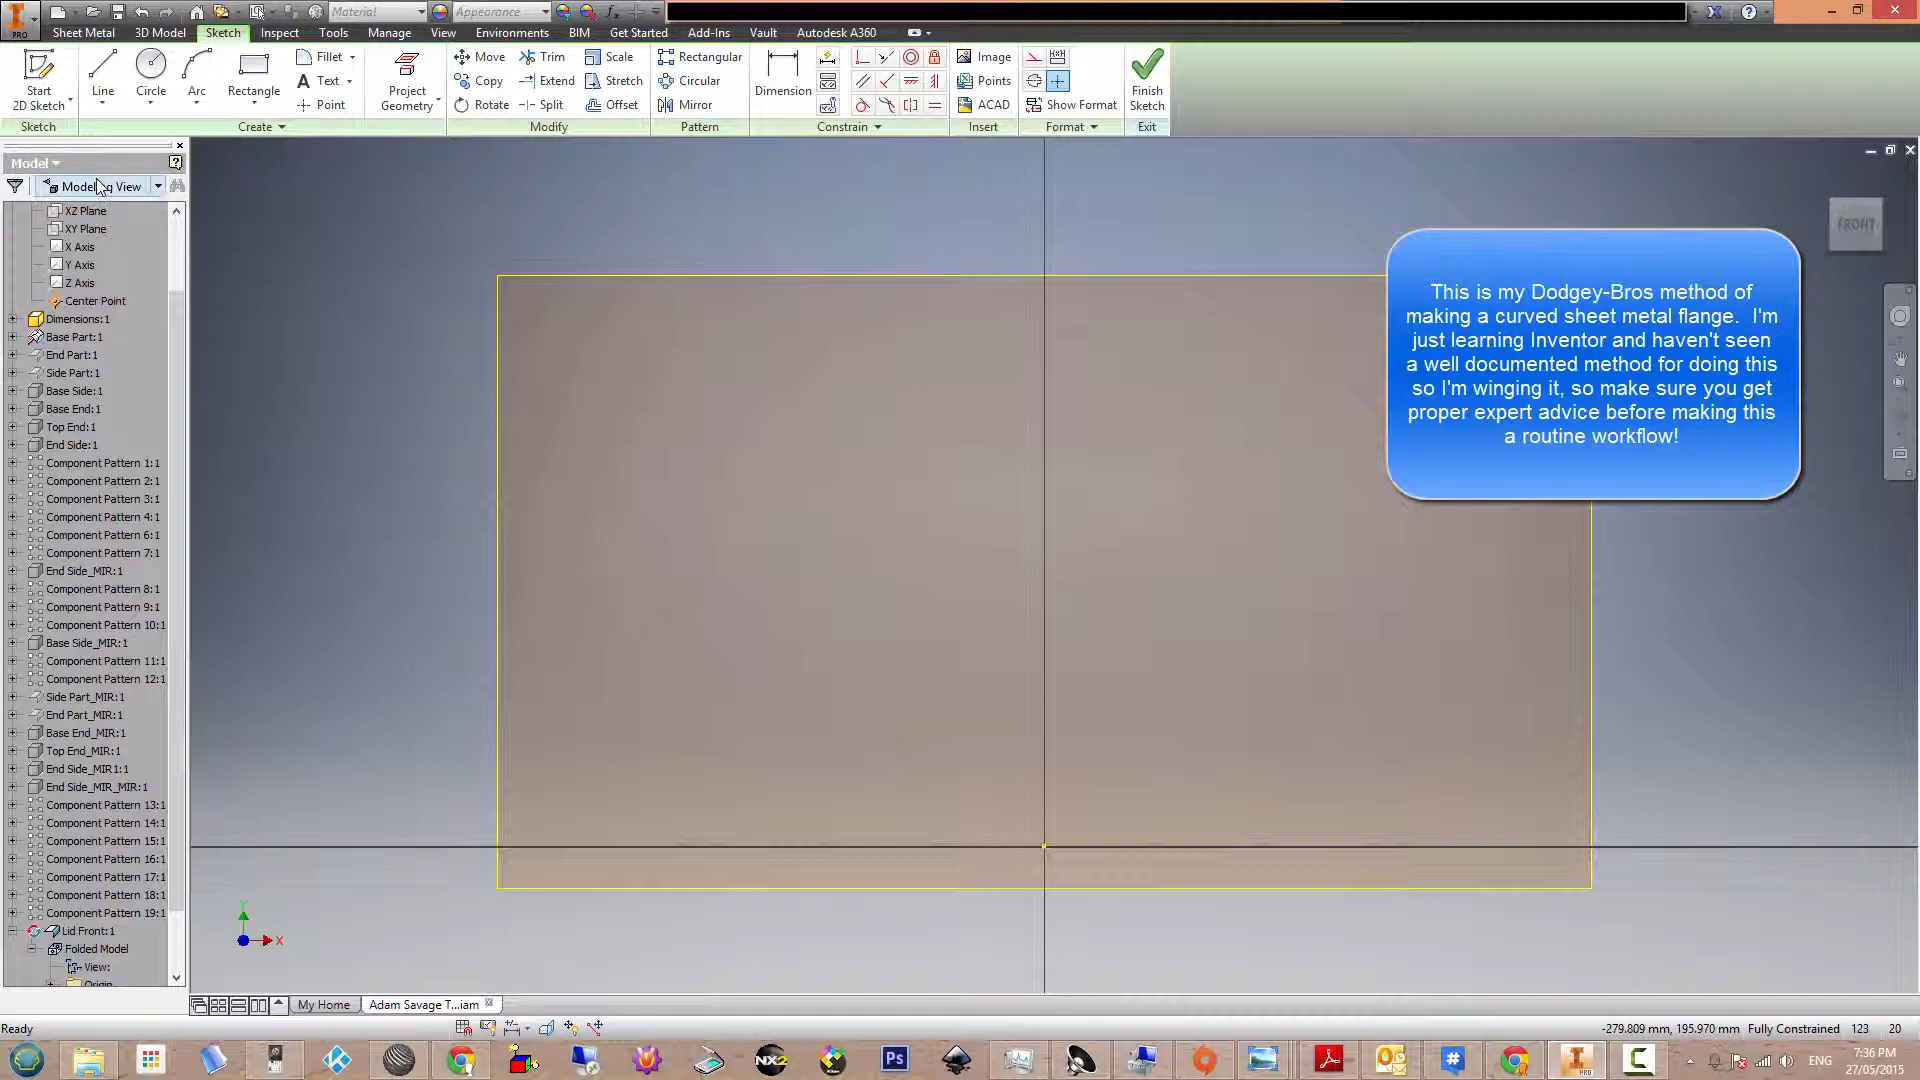 PRO
Material
Appearance
Sheet Metal
3D Model
Sketch
Inspect
Tools
Manage
View
Environments
BIM
Get Started
Add-Ins
Vault
Autodesk A360
Start
2D Sketch
Line
Circle
Arc
Rectangle
Fillet
Text
Point
Project
Geometry
Move
Copy
Rotate
Trim
Extend
Split
Scale
Stretch
Offset
Rectangular
Circular
Mirror
Dimension
Image
Points
ACAD
Show Format
Finish
Sketch
Sketch
Create
Modify
Pattern
Constrain
Insert
Format
Exit
Model
XZ Plane
XY Plane
X Axis
Y Axis
Z Axis
Center Point
Dimensions:1
Base Part:1
End Part:1
Side Part:1
Base Side:1
Base End:1
Top End:1
End Side:1
Component Pattern 1:1
Component Pattern 2:1
Component Pattern 3:1
Component Pattern 4:1
Component Pattern 6:1
Component Pattern 7:1
End Side_MIR:1
Component Pattern 8:1
Component Pattern 9:1
Component Pattern 10:1
Base Side_MIR:1
Component Pattern 11:1
Component Pattern 12:1
Side Part_MIR:1
End Part_MIR:1
Base End_MIR:1
Top End_MIR:1
End Side_MIR1:1
End Side_MIR_MIR:1
Component Pattern 13:1
Component Pattern 14:1
Component Pattern 15:1
Component Pattern 16:1
Component Pattern 17:1
Component Pattern 18:1
Component Pattern 19:1
Lid Front:1
Folded Model
View:
FRONT
This is my Dodgey-Bros method of
making a curved sheet metal flange. I'm
just learning Inventor and haven't seen
a well documented method for doing this
so I'm winging it, so make sure you get
proper expert advice before making this
a routine workflow!
Y
X
My Home
Adam Savage T...iam
Ready
-279.809 mm, 195.970 mm
Fully Constrained
123
20
NX2
Ps
PRO
ENG
7:36 PM
27/05/2015